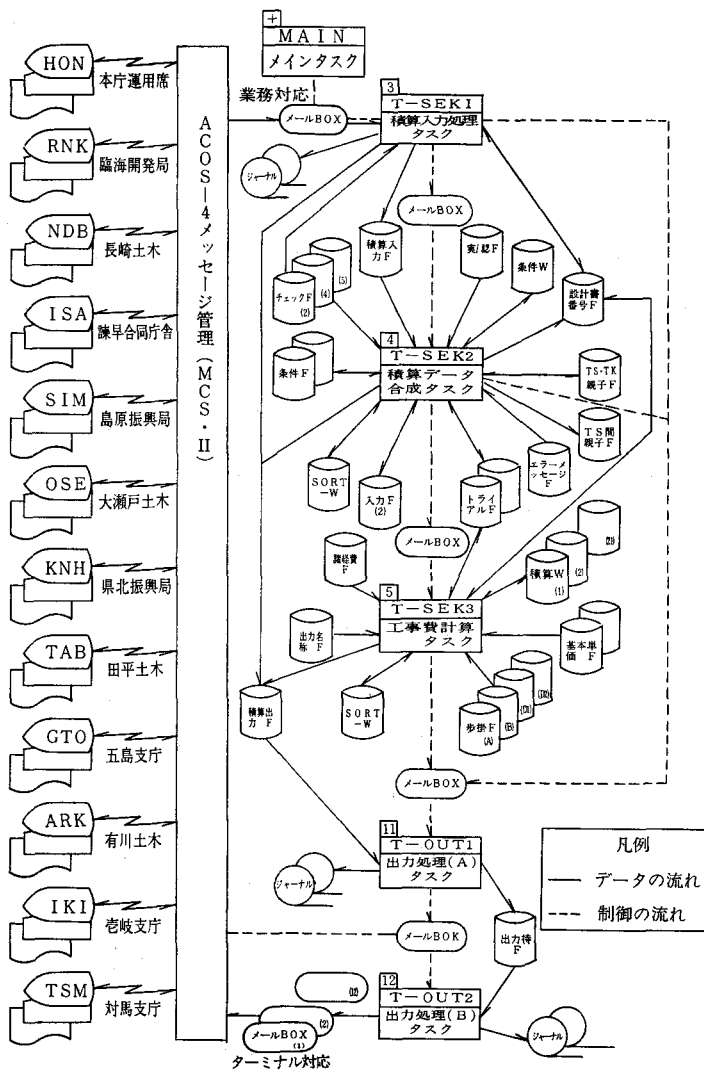 HON
本庁運用席
RNK
臨海開発局
NDB
長崎土木
ISA
諫早合同庁舎
SIM
島原振興局
OSE
大瀬戸土木
KNH
県北振興局
TAB
田平土木
GTO
五島支庁
ARK
有川土木
IKI
壱岐支庁
TSM
対馬支庁
ACOS-4メッセージ管理(MCS・II)
+
MAIN
メインタスク
業務対応
メールBOX
3
T-SEK1
積算入力処理
タスク
ジャーナル
メールBOX
積算入
力F
実/認F
条件W
設計書
番号F
チェックF
(2)
(4)
(5)
4
T-SEK2
積算データ
合成タスク
条件F
TS・TK
親子F
TS間
親子F
SORT
-W
入力F
(2)
トライ
アルF
エラーメ
ッセージ
F
メールBOX
諸経費
F
積算W
(1)
(2)
5
T-SEK3
工事費計算
タスク
出力名
称 F
基本単
価 F
積算出
力F
SORT
-W
歩掛F
(A)
(B)
(D1)
(D2)
メールBOX
11
T-OUT1
出力処理(A)
タスク
ジャーナル
凡例
データの流れ
制御の流れ
メールBOX
出力待
F
12
T-OUT2
出力処理(B)
タスク
(12)
(2)
メールBOX
(1)
ターミナル対応
ジャーナル